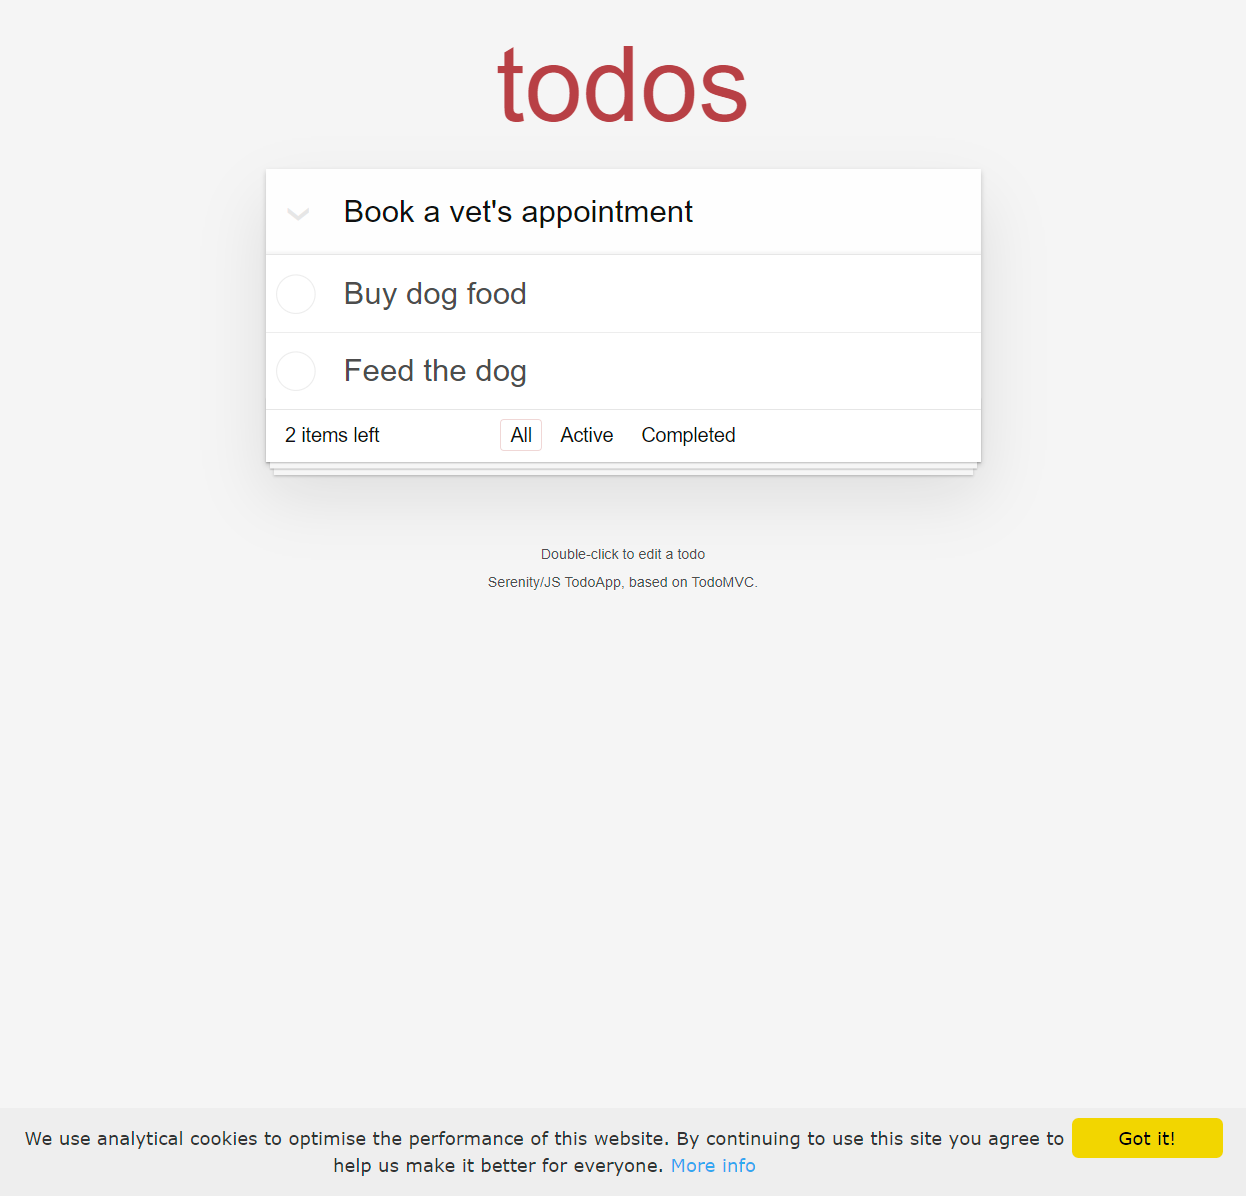 todos
Book a vet's appointment
Buy dog food
Feed the dog
2 items left All Active Completed
Double-click to edit a todo
Serenity/JS TodoApp, based on TodoMVC.
We use analytical cookies to optimise the performance of this website. By continuing to use this site you agree to
help us make it better for everyone. More info
Got it!